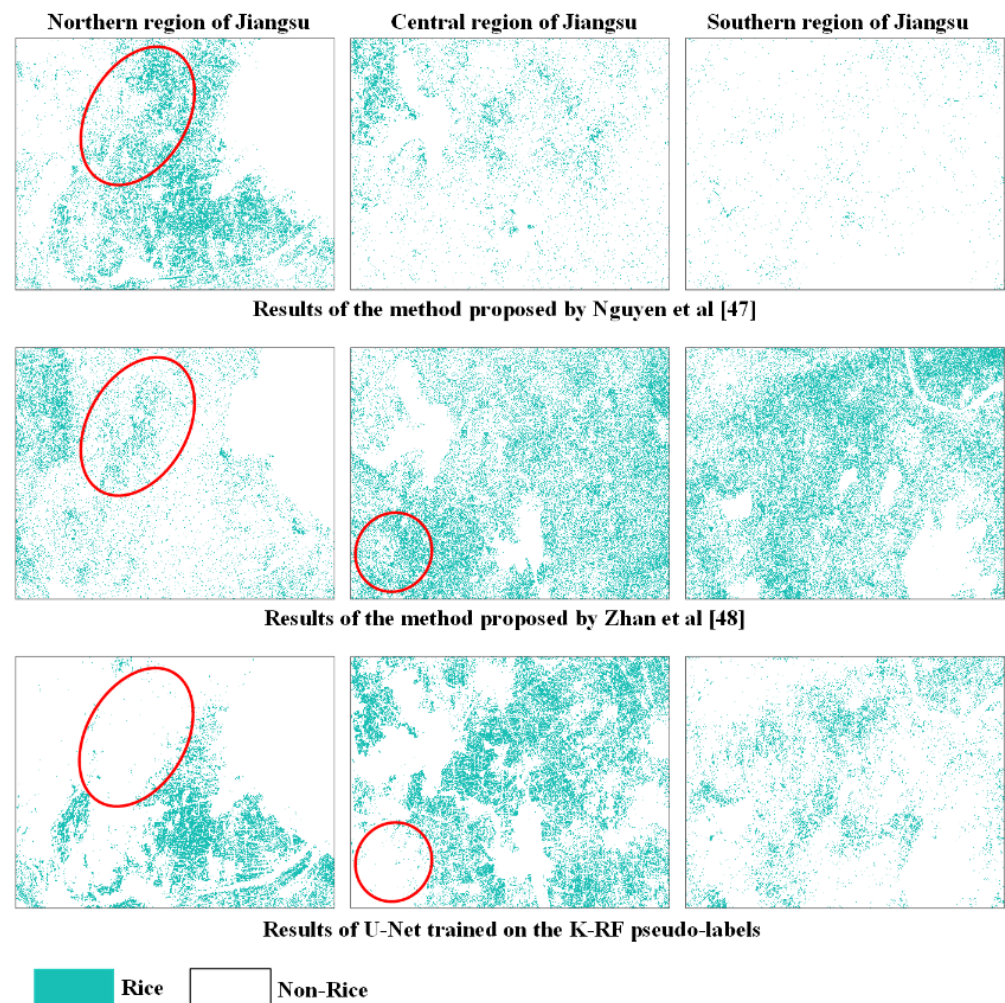 Northern region of Jiangsu Central region of Jiangsu Southern region of Jiangsu
Results of the method proposed by Nguyen et al [47]
Results of the method proposed by Zhan et al [48]
Results of U-Net trained on the K-RF pseudo-labels
Rice Non-Rice